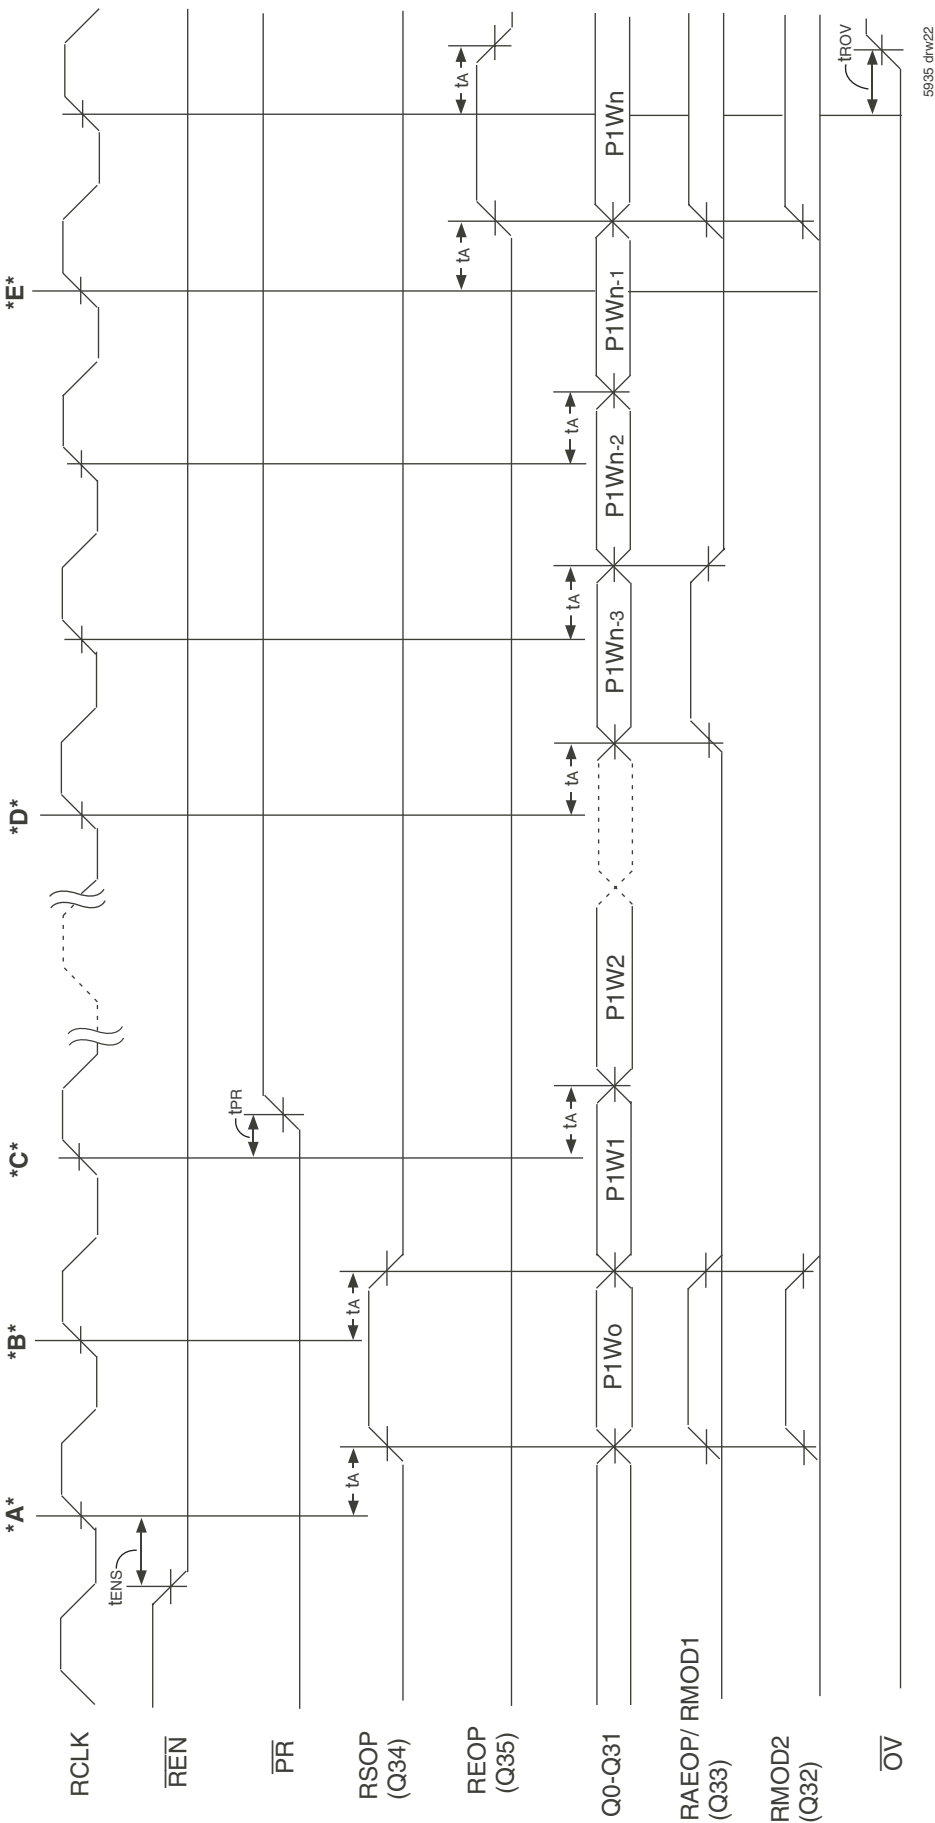 *A*
*B*
*C*
*D*
*E*
RCLK
tENS
REN
tPR
PR
tA
tA
RSOP
(Q34)
tA
tA
REOP
(Q35)
tA
tA
tA
tA
tA
Q0-Q31
P1Wo
P1W1
P1W2
P1Wn-3
P1Wn-2
P1Wn-1
P1Wn
RAEOP/ RMOD1
(Q33)
RMOD2
(Q32)
tROV
OV
5935 drw22